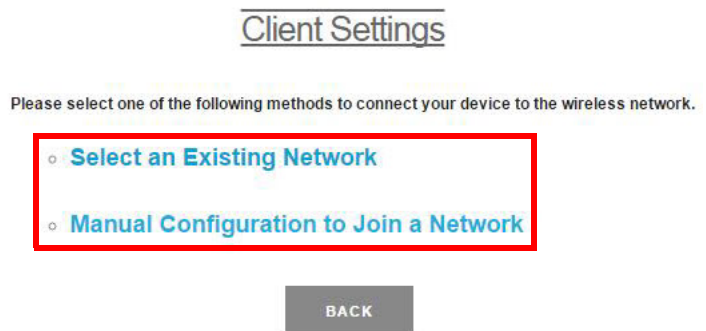 Client Settings
Please select one of the following methods to connect your device to the wireless network.
Select an Existing Network
Manual Configuration to Join a Network
BACK